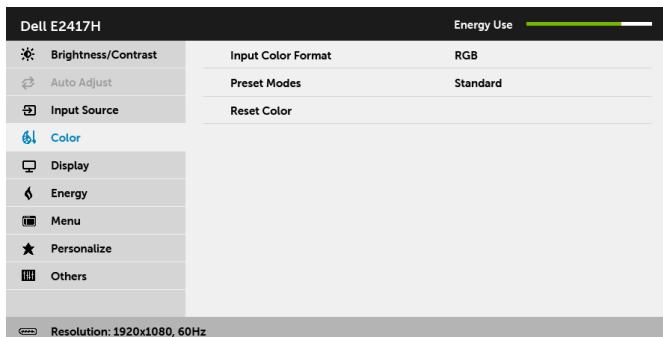 Dell E2417H Energy Use
Brightness/Contrast Input Color Format RGB
Auto Adjust Preset Modes Standard
Input Source Reset Color
Color
Display
Energy
Menu
Personalize
Others
Resolution: 1920x1080, 60Hz